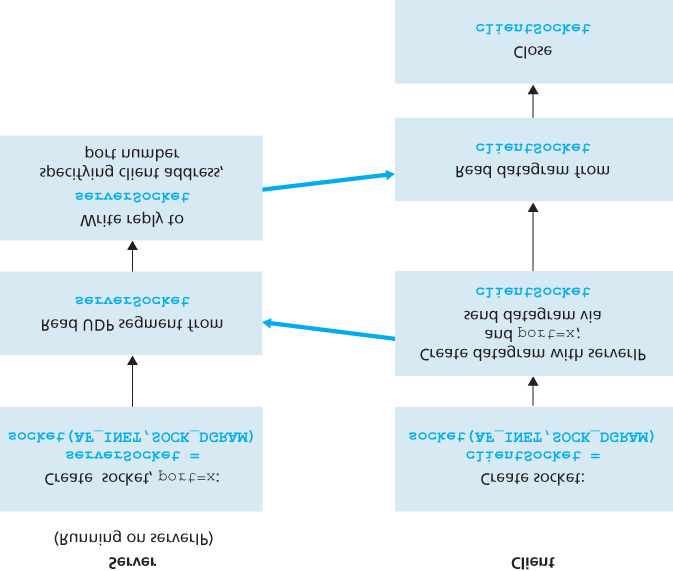 Server
(Running on serverIP)
Create socket, port=x:
serverSocket =
socket(AF_INET,SOCK_DGRAM)
Read UDP segment from
serverSocket
Write reply to
serverSocket
specifying client address,
port number
Client
Create socket:
clientSocket =
socket(AF_INET,SOCK_DGRAM)
Create datagram with serverIP
and port=x;
send datagram via
clientSocket
Read datagram from
clientSocket
Close
clientSocket